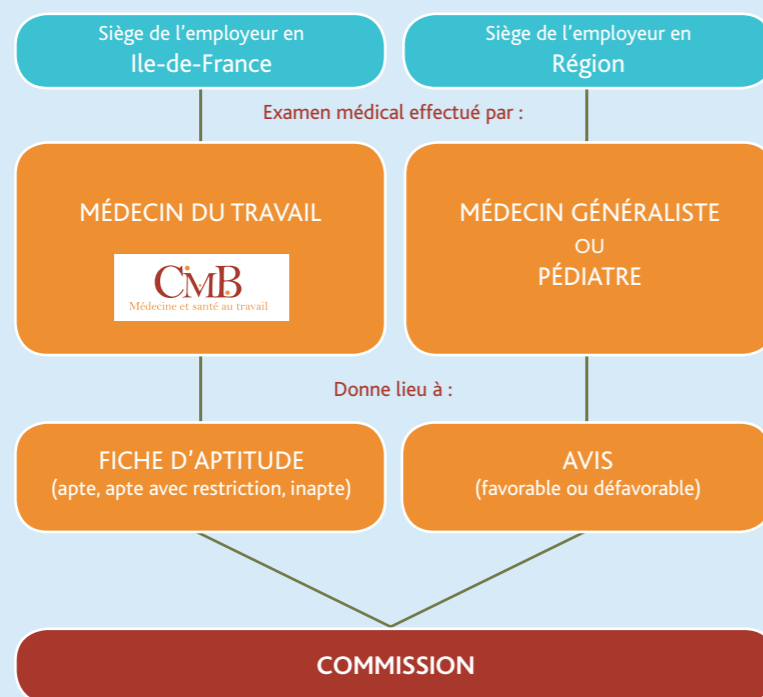 Siège de l'employeur en
Ile-de-France
Siège de l'employeur en
Région
Examen médical effectué par :
MÉDECIN DU TRAVAIL
CMB
Médecine et santé au travail
MÉDECIN GÉNÉRALISTE
OU
PÉDIATRE
Donne lieu à :
FICHE D'APTITUDE
(apte, apte avec restriction, inapte)
AVIS
(favorable ou défavorable)
COMMISSION